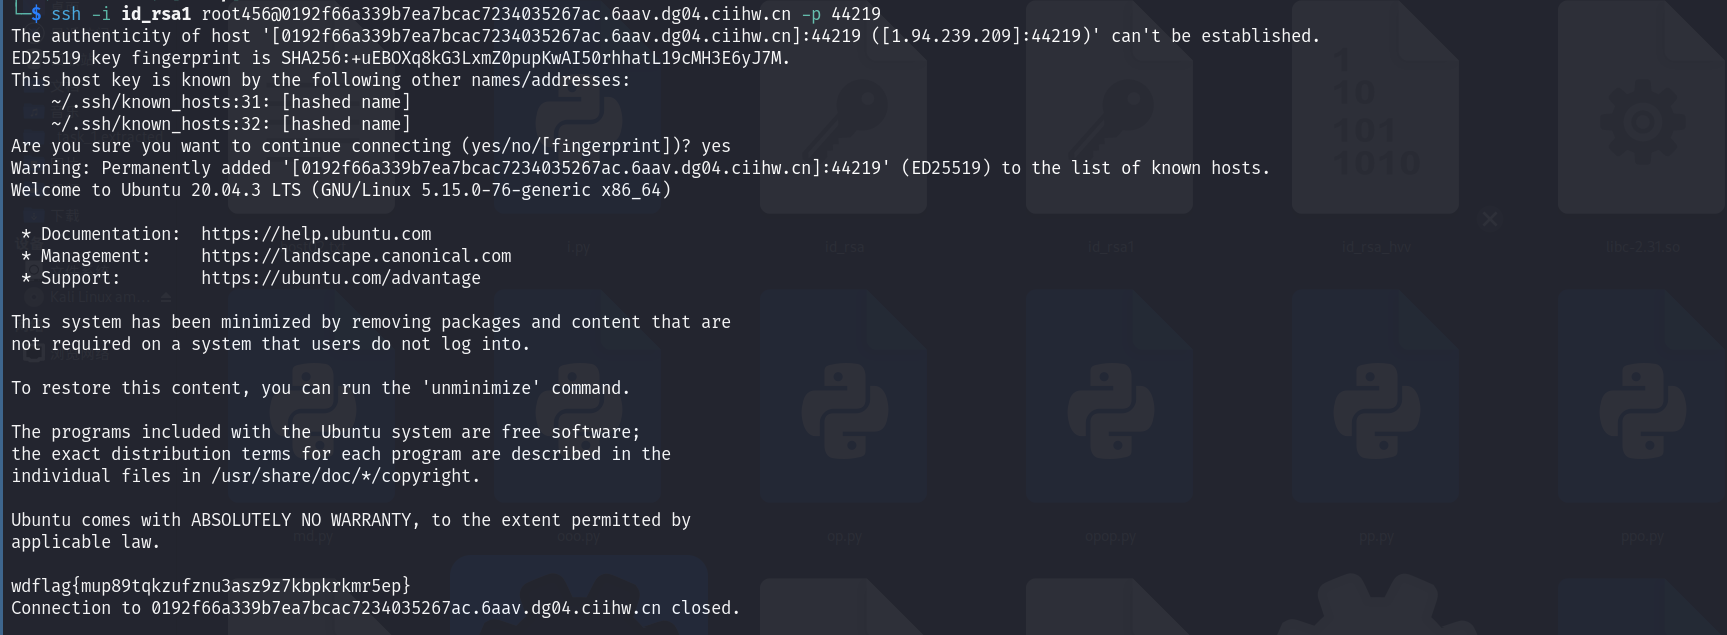 └─$ ssh -i id_rsa1 root456@0192f66a339b7ea7bcac7234035267ac.6aav.dg04.ciihw.cn -p 44219
The authenticity of host '[0192f66a339b7ea7bcac7234035267ac.6aav.dg04.ciihw.cn]:44219 ([1.94.239.209]:44219)' can't be established.
ED25519 key fingerprint is SHA256:+uEBOXq8kG3LxmZ0pupKwAI50rhhatL19cMH3E6yJ7M.
This host key is known by the following other names/addresses:
    ~/.ssh/known_hosts:31: [hashed name]
    ~/.ssh/known_hosts:32: [hashed name]
Are you sure you want to continue connecting (yes/no/[fingerprint])? yes
Warning: Permanently added '[0192f66a339b7ea7bcac7234035267ac.6aav.dg04.ciihw.cn]:44219' (ED25519) to the list of known hosts.
Welcome to Ubuntu 20.04.3 LTS (GNU/Linux 5.15.0-76-generic x86_64)
 * Documentation:  https://help.ubuntu.com
 * Management:     https://landscape.canonical.com
 * Support:        https://ubuntu.com/advantage
This system has been minimized by removing packages and content that are
not required on a system that users do not log into.
To restore this content, you can run the 'unminimize' command.
The programs included with the Ubuntu system are free software;
the exact distribution terms for each program are described in the
individual files in /usr/share/doc/*/copyright.
Ubuntu comes with ABSOLUTELY NO WARRANTY, to the extent permitted by
applicable law.
wdflag{mup89tqkzufznu3asz9z7kbpkrkmr5ep}
Connection to 0192f66a339b7ea7bcac7234035267ac.6aav.dg04.ciihw.cn closed.